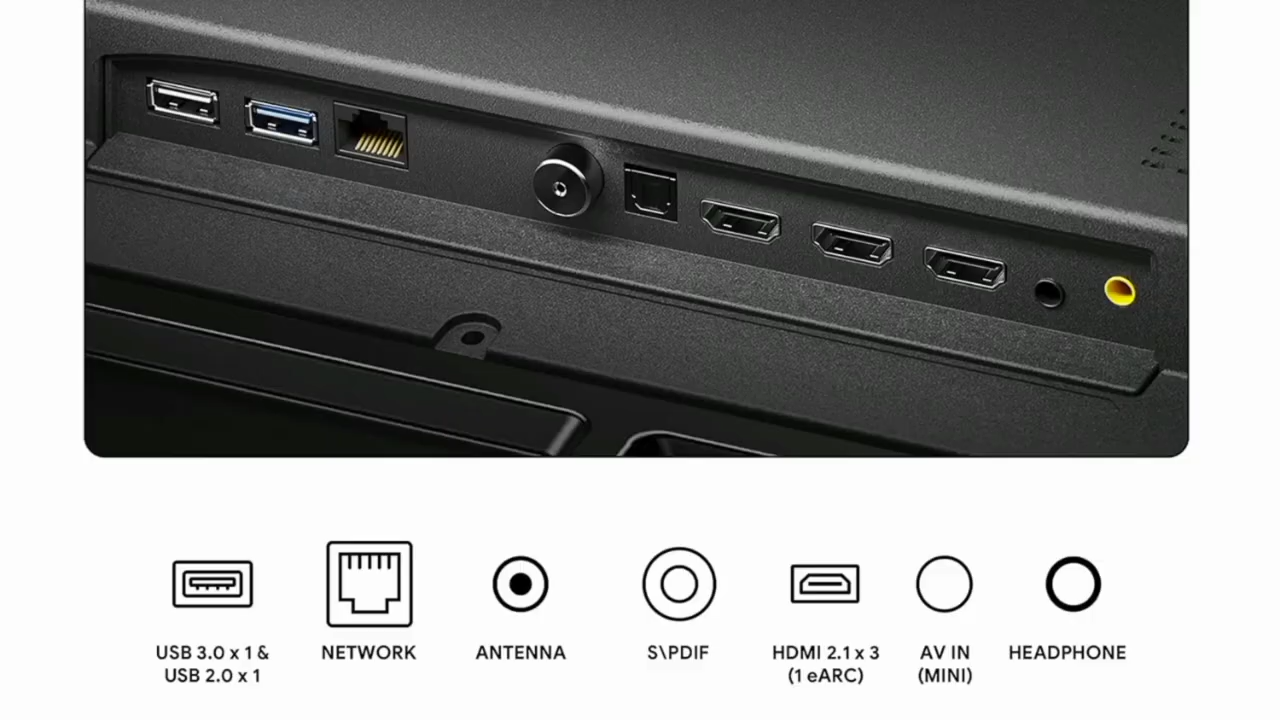 USB 3.0 x 1 &
USB 2.0 x 1
NETWORK
ANTENNA
S\PDIF
HDMI 2.1 x 3
(1 eARC)
AV IN
(MINI)
HEADPHONE